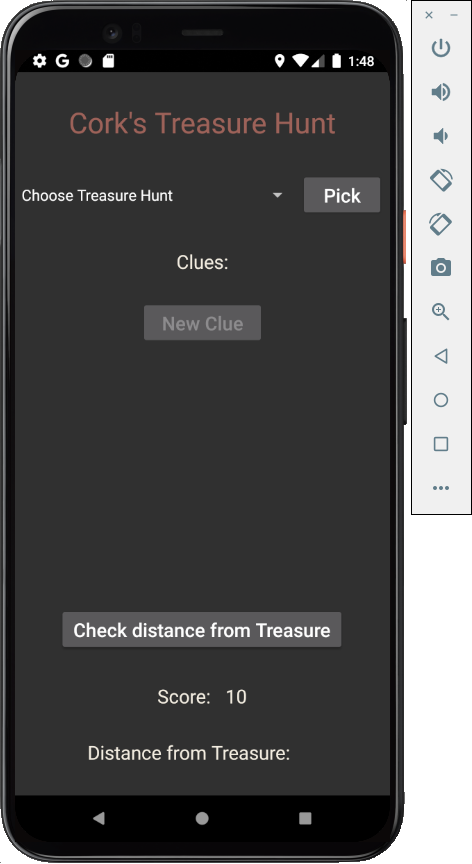 1:48
Cork's Treasure Hunt
Choose Treasure Hunt
Pick
Clues:
New Clue
Check distance from Treasure
Score: 10
Distance from Treasure: